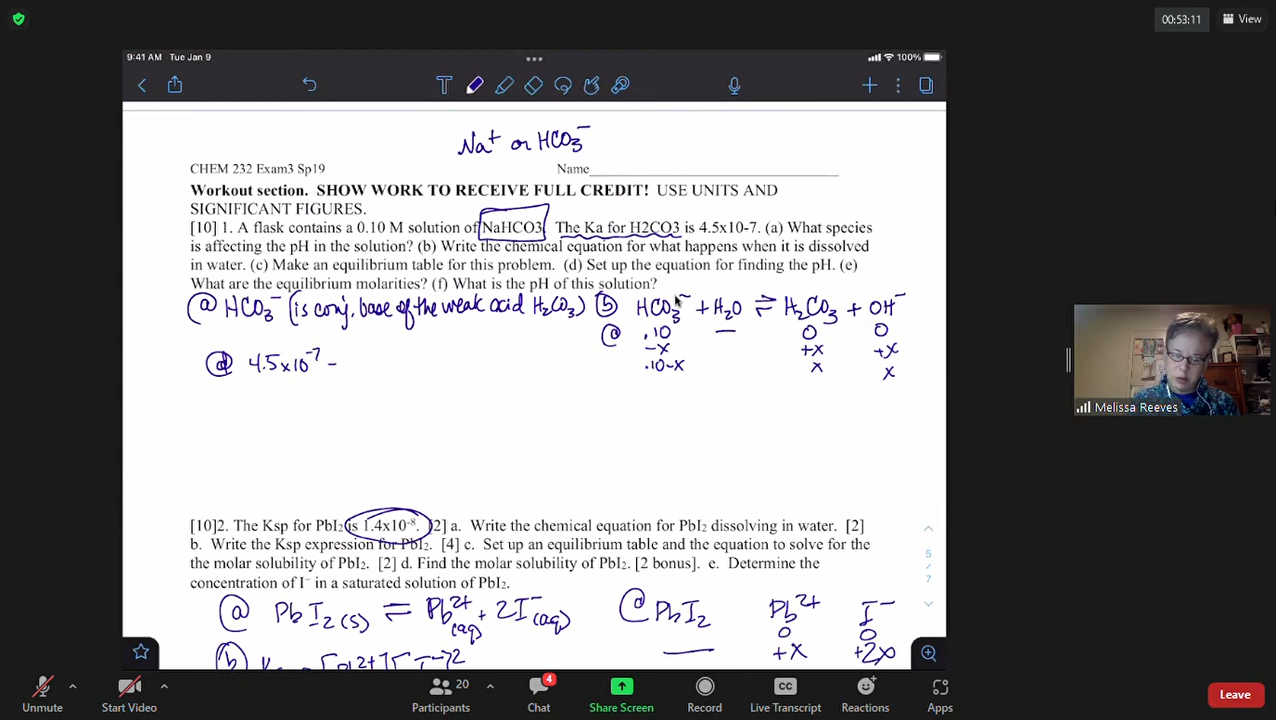 00:53:11
View
9:41 AM Tue Jan 9
100%
Na+ or HCO3−
CHEM 232 Exam3 Sp19 Name
Workout section. SHOW WORK TO RECEIVE FULL CREDIT! USE UNITS AND
SIGNIFICANT FIGURES.
[10] 1. A flask contains a 0.10 M solution of NaHCO3. The Ka for H2CO3 is 4.5x10-7. (a) What species
is affecting the pH in the solution? (b) Write the chemical equation for what happens when it is dissolved
in water. (c) Make an equilibrium table for this problem. (d) Set up the equation for finding the pH. (e)
What are the equilibrium molarities? (f) What is the pH of this solution?
ⓐ HCO3− (is conj. base of the weak acid H2CO3) ⓑ HCO3− + H2O ⇌ H2CO3 + OH−
ⓒ .10 — 0 0
−x +x +x
.10−x x x
ⓓ 4.5x10−7 −
[10]2. The Ksp for PbI2 is 1.4x10-8. [2] a. Write the chemical equation for PbI2 dissolving in water. [2]
b. Write the Ksp expression for PbI2. [4] c. Set up an equilibrium table and the equation to solve for the
the molar solubility of PbI2. [2] d. Find the molar solubility of PbI2. [2 bonus]. e. Determine the
concentration of I− in a saturated solution of PbI2.
ⓐ PbI2(s) ⇌ Pb2+(aq) + 2I−(aq) ⓒ PbI2 Pb2+ I−
0 0
— +x +2x
ⓑ
5
/
7
Melissa Reeves
Unmute
Start Video
20
Participants
4
Chat
Share Screen
Record
CC
Live Transcript
Reactions
Apps
Leave